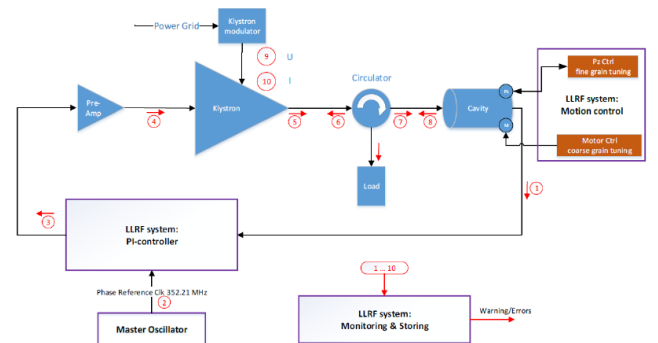 Power Grid
Klystron
modulator
9 U
10 I
Circulator
Pz Ctrl
fine grain tuning
Pre-
Amp
Klystron
Cavity
Pz
M
LLRF system:
Motion control
4
5
6
7
8
Motor Ctrl
coarse grain tuning
Load
1
3
LLRF system:
PI-controller
Phase Reference Clk 352.21 MHz
2
1 ... 10
Master Oscillator
LLRF system:
Monitoring & Storing
Warning/Errors